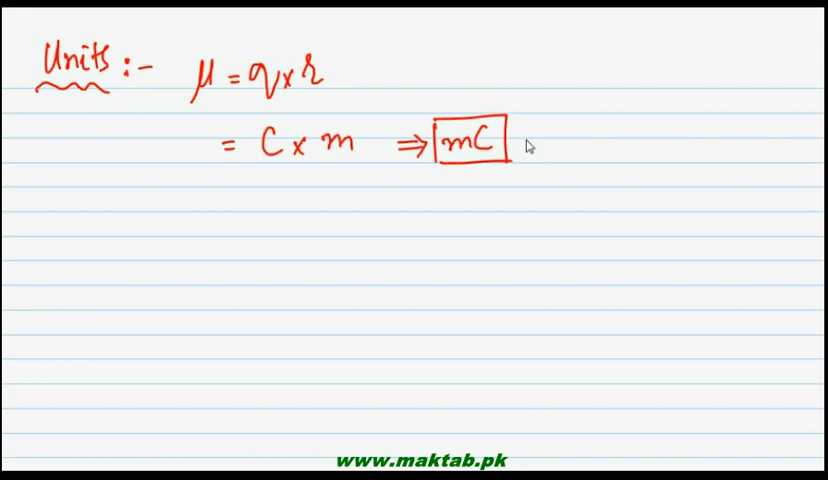 Units :- μ = q × r
= C × m ⇒ mC
www.maktab.pk